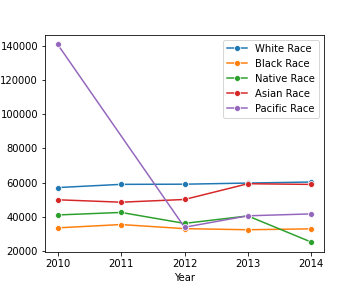 140000
120000
100000
80000
60000
40000
20000
2010 2011 2012 2013 2014
Year
White Race
Black Race
Native Race
Asian Race
Pacific Race